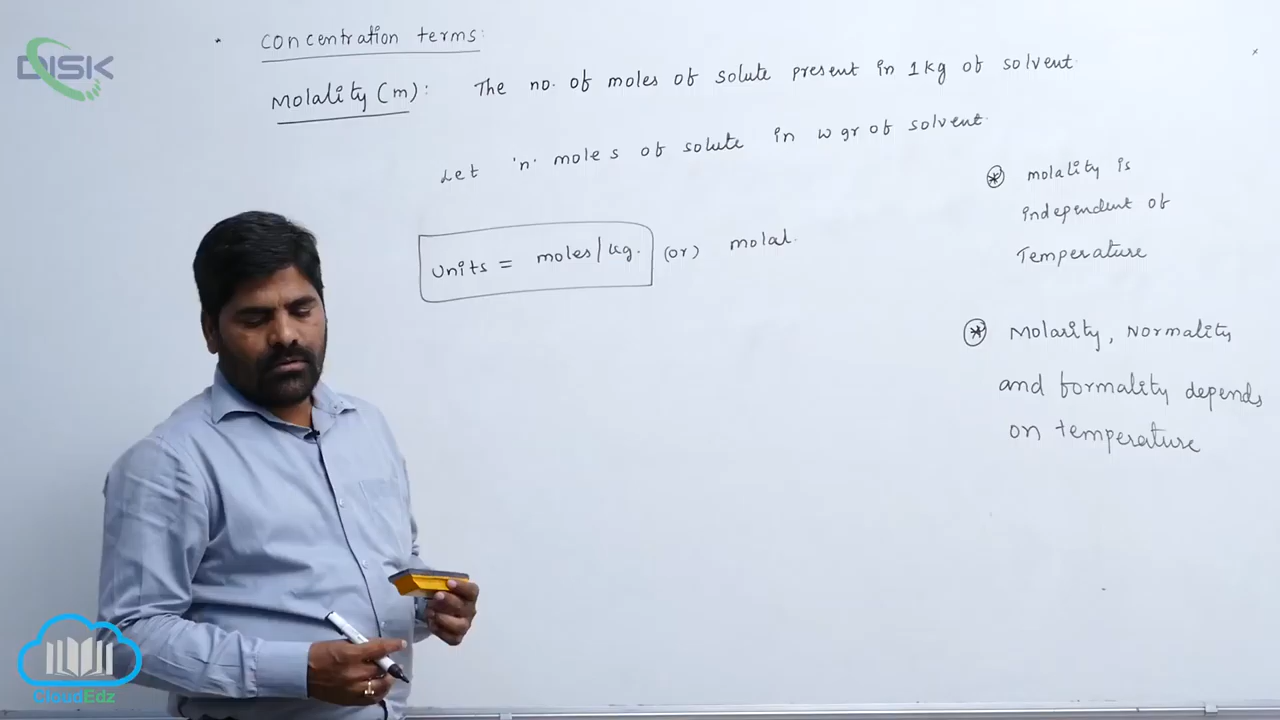 DISK
Concentration terms:
Molality (m): The no. of moles of solute present in 1kg of solvent.
Let 'n' moles of solute in w gr of solvent.
Units = moles/kg. (or) molal.
* molality is
independent of
Temperature
* Molarity, Normality
and formality depends
on temperature
CloudEdz